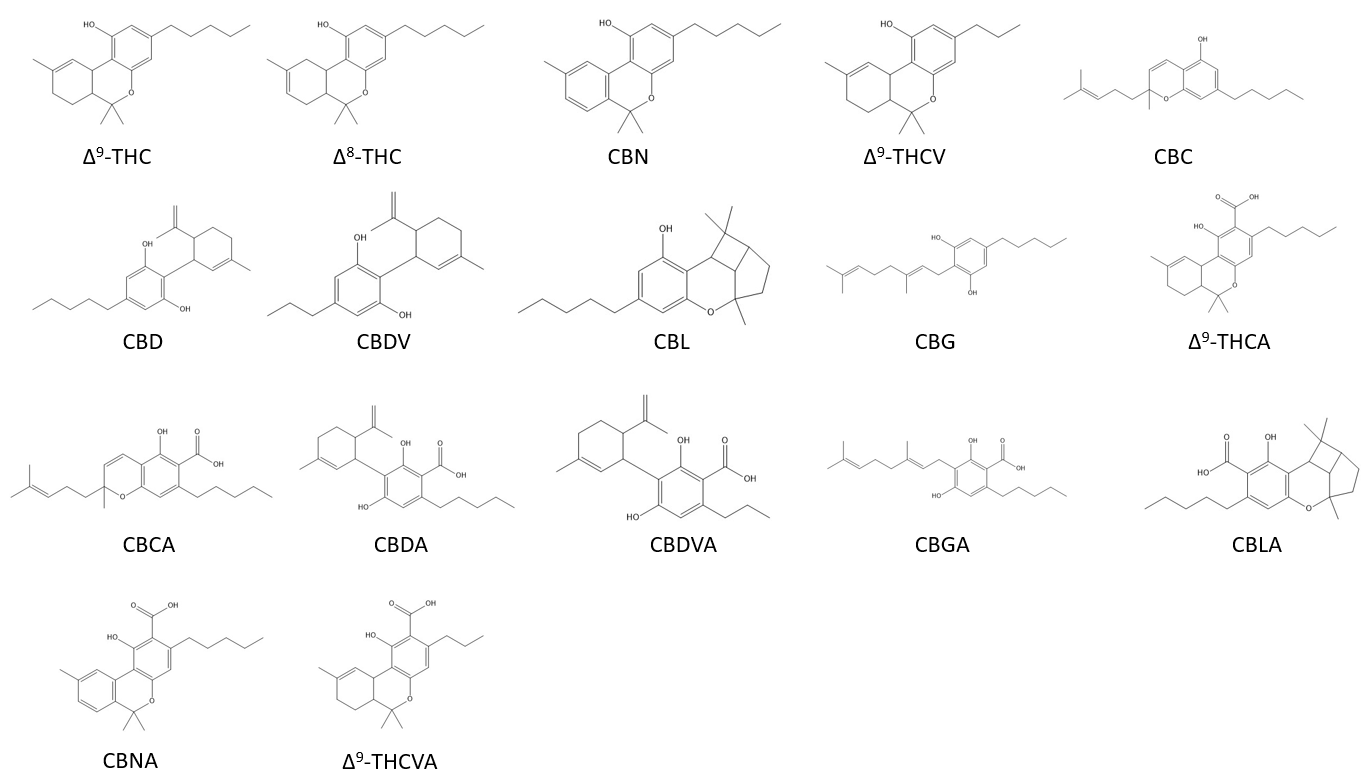 HO
O
Δ⁹-THC
HO
O
Δ⁸-THC
HO
O
CBN
HO
O
Δ⁹-THCV
OH
O
CBC
OH
OH
CBD
OH
OH
CBDV
OH
O
CBL
HO
OH
CBG
O
OH
HO
O
Δ⁹-THCA
OH
O
OH
O
CBCA
OH
O
OH
HO
CBDA
OH
O
OH
HO
CBDVA
OH
O
OH
HO
CBGA
O
OH
HO
O
CBLA
O
OH
HO
O
CBNA
O
OH
HO
O
Δ⁹-THCVA